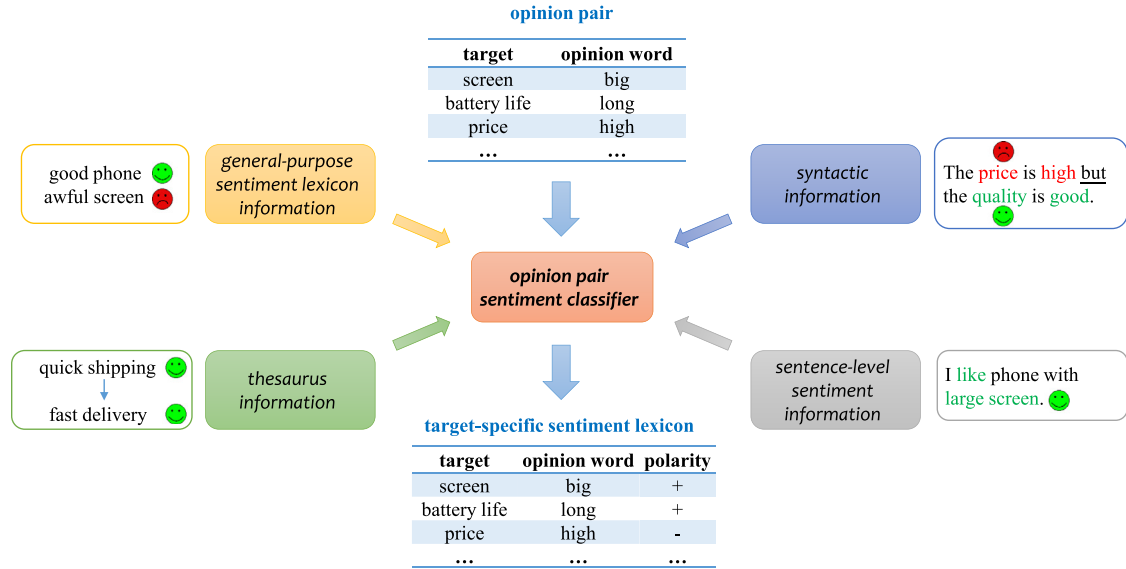 opinion pair
target opinion word
screen big
battery life long
price high
... ...
good phone
awful screen
general-purpose
sentiment lexicon
information
syntactic
information
The price is high but
the quality is good.
opinion pair
sentiment classifier
quick shipping
fast delivery
thesaurus
information
sentence-level
sentiment
information
I like phone with
large screen.
target-specific sentiment lexicon
target opinion word polarity
screen big +
battery life long +
price high -
... ... ...